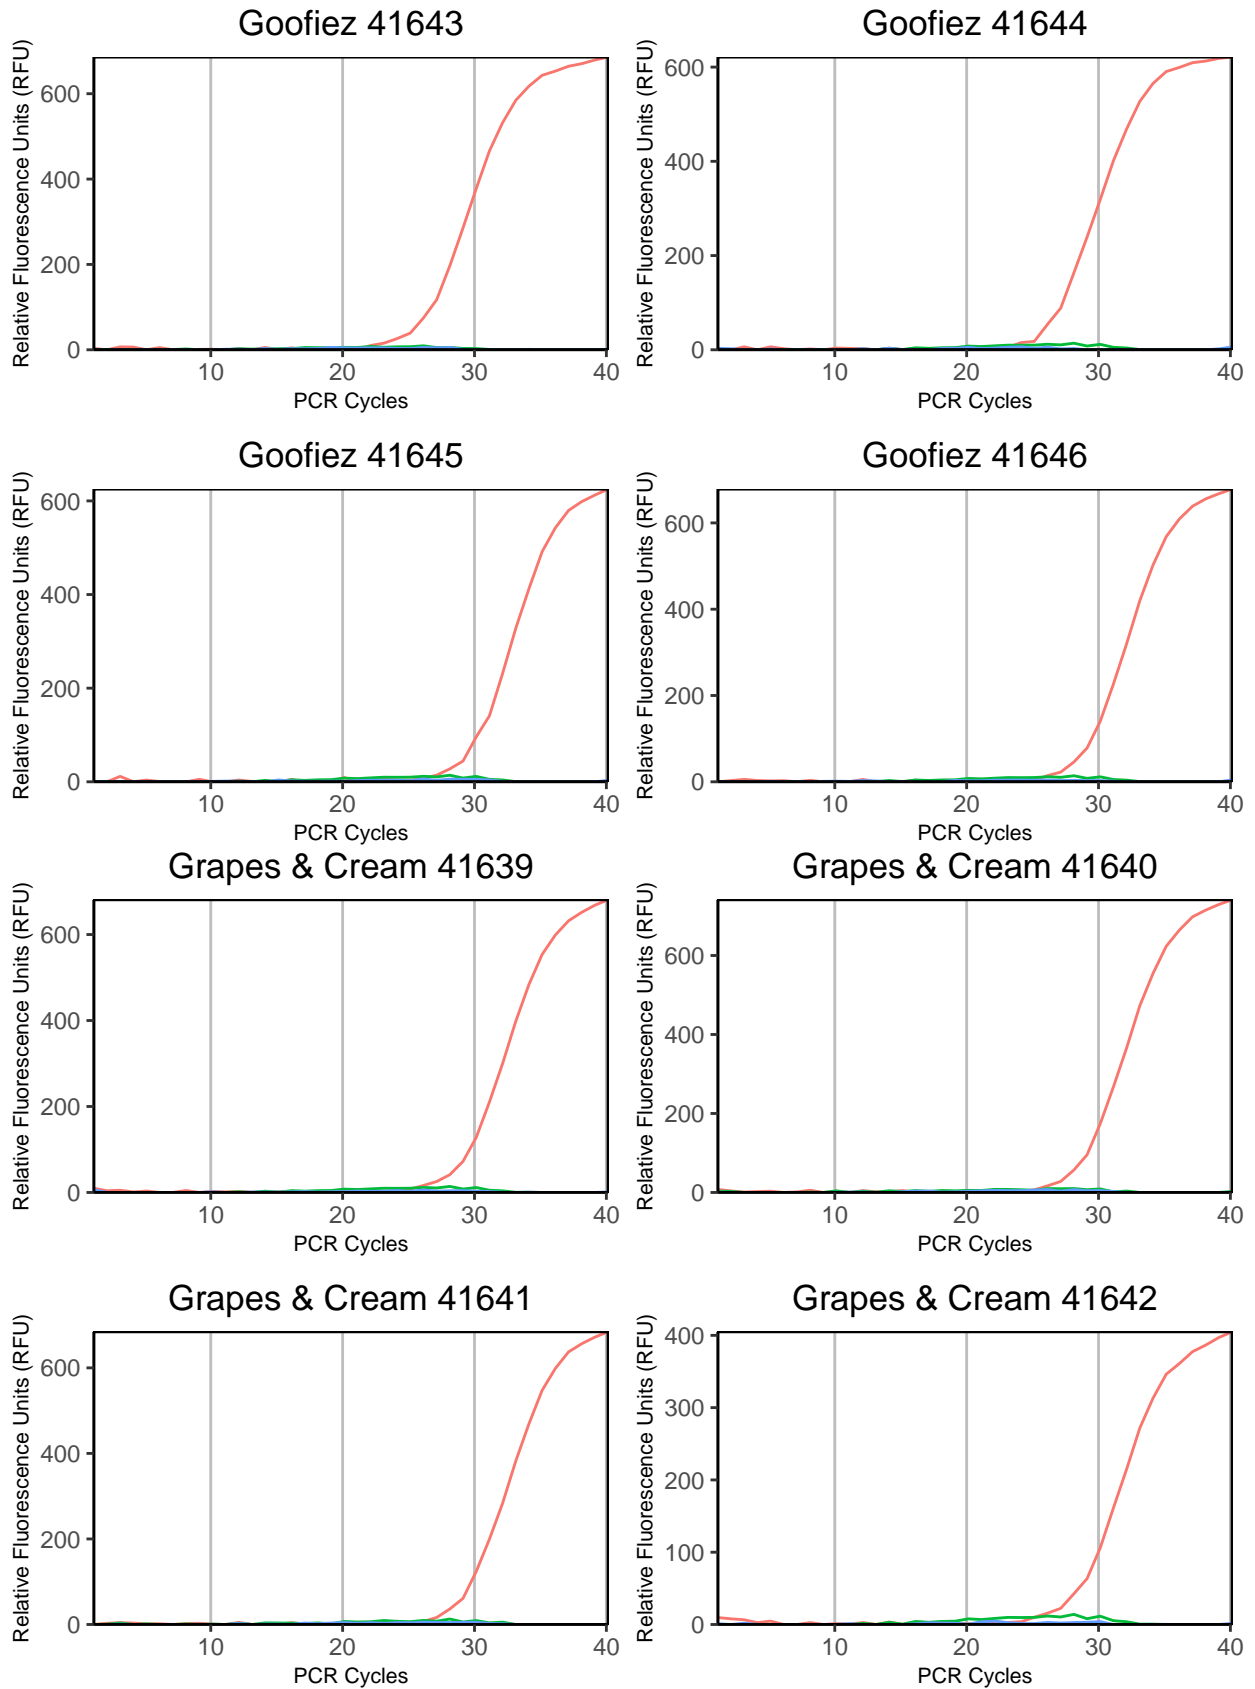 Goofiez 41643
Relative Fluorescence Units (RFU)
600
400
200
0
10
20
30
40
PCR Cycles
Goofiez 41644
Relative Fluorescence Units (RFU)
600
400
200
0
10
20
30
40
PCR Cycles
Goofiez 41645
Relative Fluorescence Units (RFU)
600
400
200
0
10
20
30
40
PCR Cycles
Goofiez 41646
Relative Fluorescence Units (RFU)
600
400
200
0
10
20
30
40
PCR Cycles
Grapes & Cream 41639
Relative Fluorescence Units (RFU)
600
400
200
0
10
20
30
40
PCR Cycles
Grapes & Cream 41640
Relative Fluorescence Units (RFU)
600
400
200
0
10
20
30
40
PCR Cycles
Grapes & Cream 41641
Relative Fluorescence Units (RFU)
600
400
200
0
10
20
30
40
PCR Cycles
Grapes & Cream 41642
Relative Fluorescence Units (RFU)
400
300
200
100
0
10
20
30
40
PCR Cycles